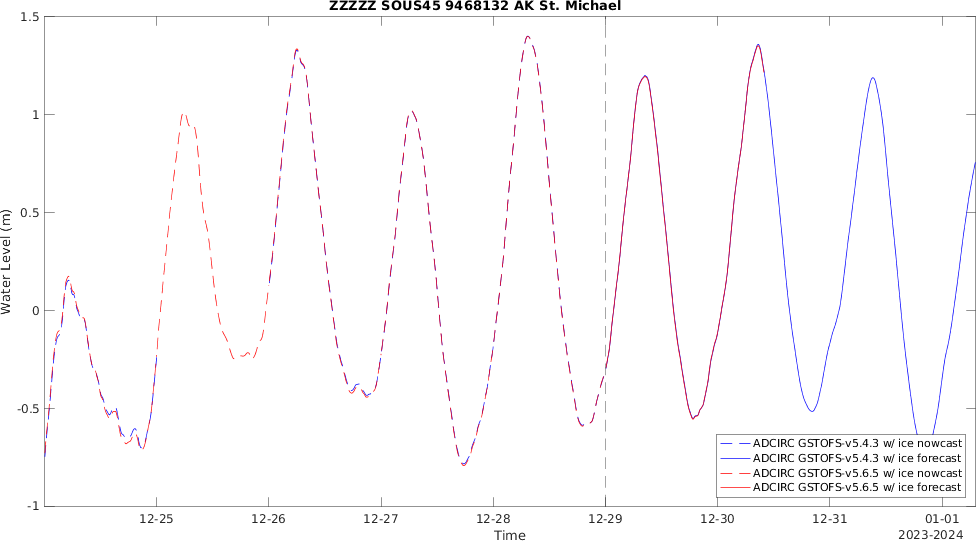 ZZZZZ SOUS45 9468132 AK St. Michael
1.5
1
0.5
0
-0.5
-1
Water Level (m)
12-25 12-26 12-27 12-28 12-29 12-30 12-31 01-01
Time
2023-2024
ADCIRC GSTOFS-v5.4.3 w/ ice nowcast
ADCIRC GSTOFS-v5.4.3 w/ ice forecast
ADCIRC GSTOFS-v5.6.5 w/ ice nowcast
ADCIRC GSTOFS-v5.6.5 w/ ice forecast